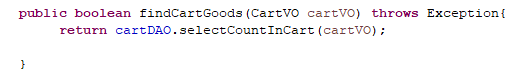 public boolean findCartGoods(CartVO cartVO) throws Exception{
return cartDAO.selectCountInCart(cartVO);
}